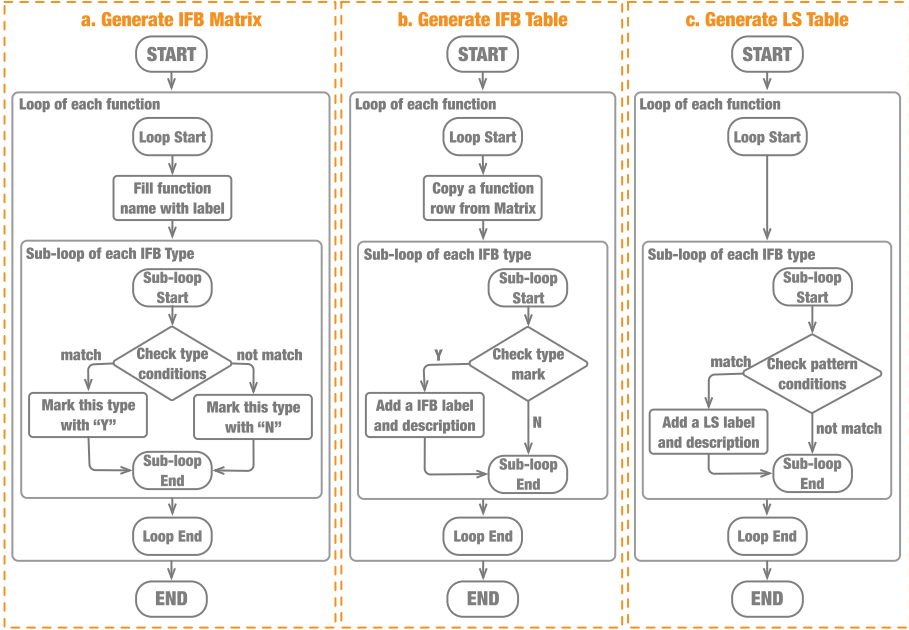 a. Generate IFB Matrix
START
Loop of each function
Loop Start
Fill function
name with label
Sub-loop of each IFB Type
Sub-loop
Start
Check type
conditions
match
not match
Mark this type
with “Y”
Mark this type
with “N”
Sub-loop
End
Loop End
END
b. Generate IFB Table
START
Loop of each function
Loop Start
Copy a function
row from Matrix
Sub-loop of each IFB type
Sub-loop
Start
Check type
mark
Y
N
Add a IFB label
and description
Sub-loop
End
Loop End
END
c. Generate LS Table
START
Loop of each function
Loop Start
Sub-loop of each IFB type
Sub-loop
Start
Check pattern
conditions
match
not match
Add a LS label
and description
Sub-loop
End
Loop End
END